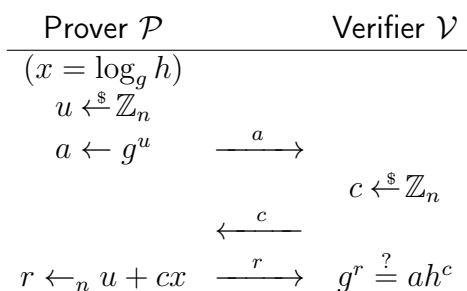 Prover 𝒫 Verifier 𝒱
(x = log_g h)
u ←$ ℤ_n
a ← g^u a
c ←$ ℤ_n
c
r ←_n u + cx r g^r ≟ ah^c